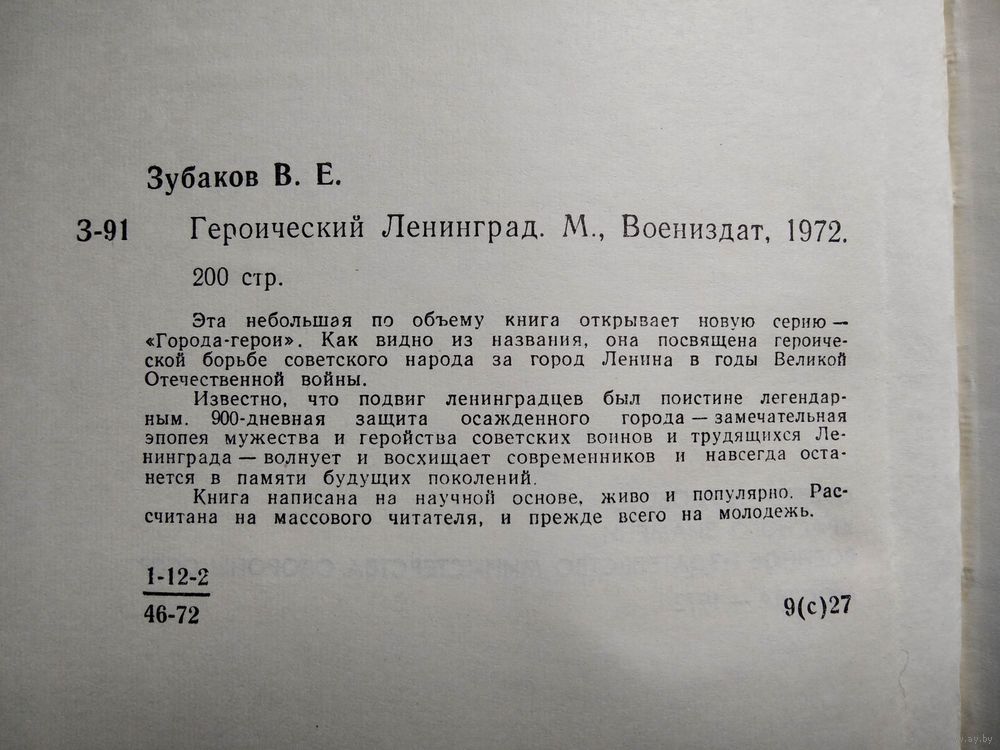 Зубаков В. Е.
З-91 Героический Ленинград. М., Воениздат, 1972.
200 стр.
Эта небольшая по объему книга открывает новую серию —
«Города-герои». Как видно из названия, она посвящена героиче-
ской борьбе советского народа за город Ленина в годы Великой
Отечественной войны.
Известно, что подвиг ленинградцев был поистине легендар-
ным. 900-дневная защита осажденного города — замечательная
эпопея мужества и геройства советских воинов и трудящихся Ле-
нинграда — волнует и восхищает современников и навсегда оста-
нется в памяти будущих поколений.
Книга написана на научной основе, живо и популярно. Рас-
считана на массового читателя, и прежде всего на молодежь.
1-12-2
46-72
9(с)27